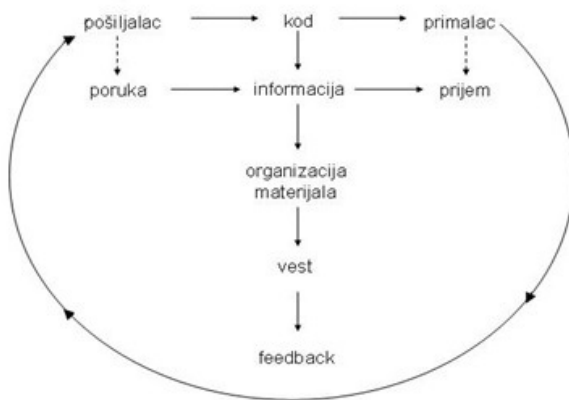 pošiljalac kod primalac
poruka informacija prijem
organizacija
materijala
vest
feedback